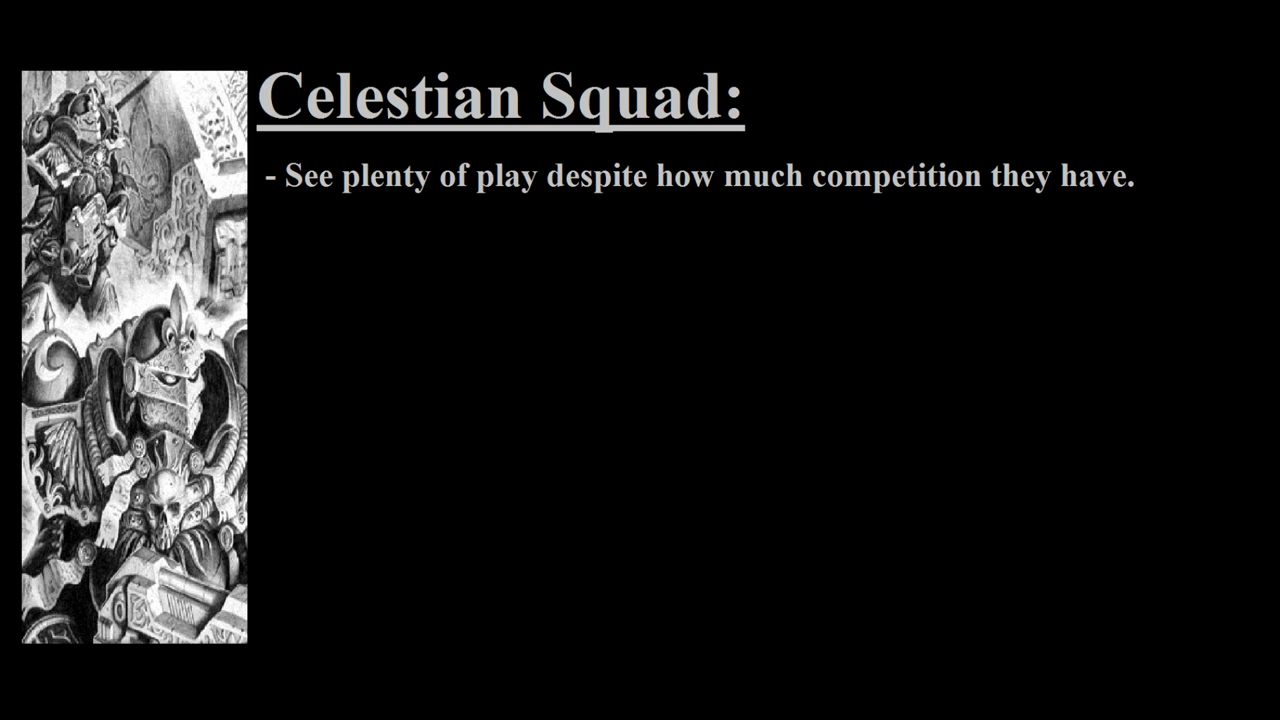 Celestian Squad:
- See plenty of play despite how much competition they have.